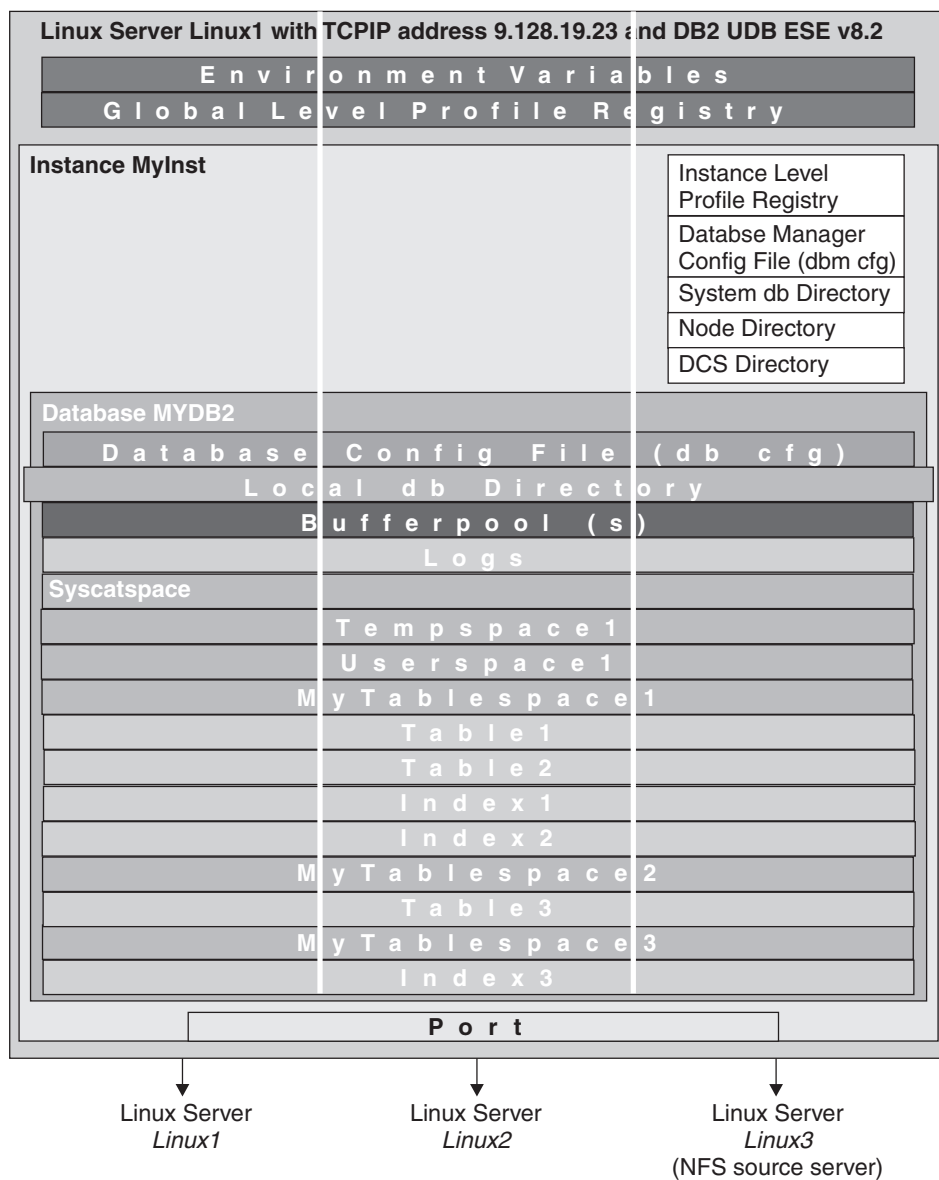 Linux Server Linux1 with TCPIP address 9.128.19.23 and DB2 UDB ESE v8.2
Environment Variables
Global Level Profile Registry
Instance MyInst
Instance Level
Profile Registry
Databse Manager
Config File (dbm cfg)
System db Directory
Node Directory
DCS Directory
Database MYDB2
Database Config File (db cfg)
Local db Directory
Bufferpool (s)
Logs
Syscatspace
Tempspace1
Userspace1
MyTablespace1
Table1
Table2
Index1
Index2
MyTablespace2
Table3
MyTablespace3
Index3
Port
Linux Server
Linux1
Linux Server
Linux2
Linux Server
Linux3
(NFS source server)